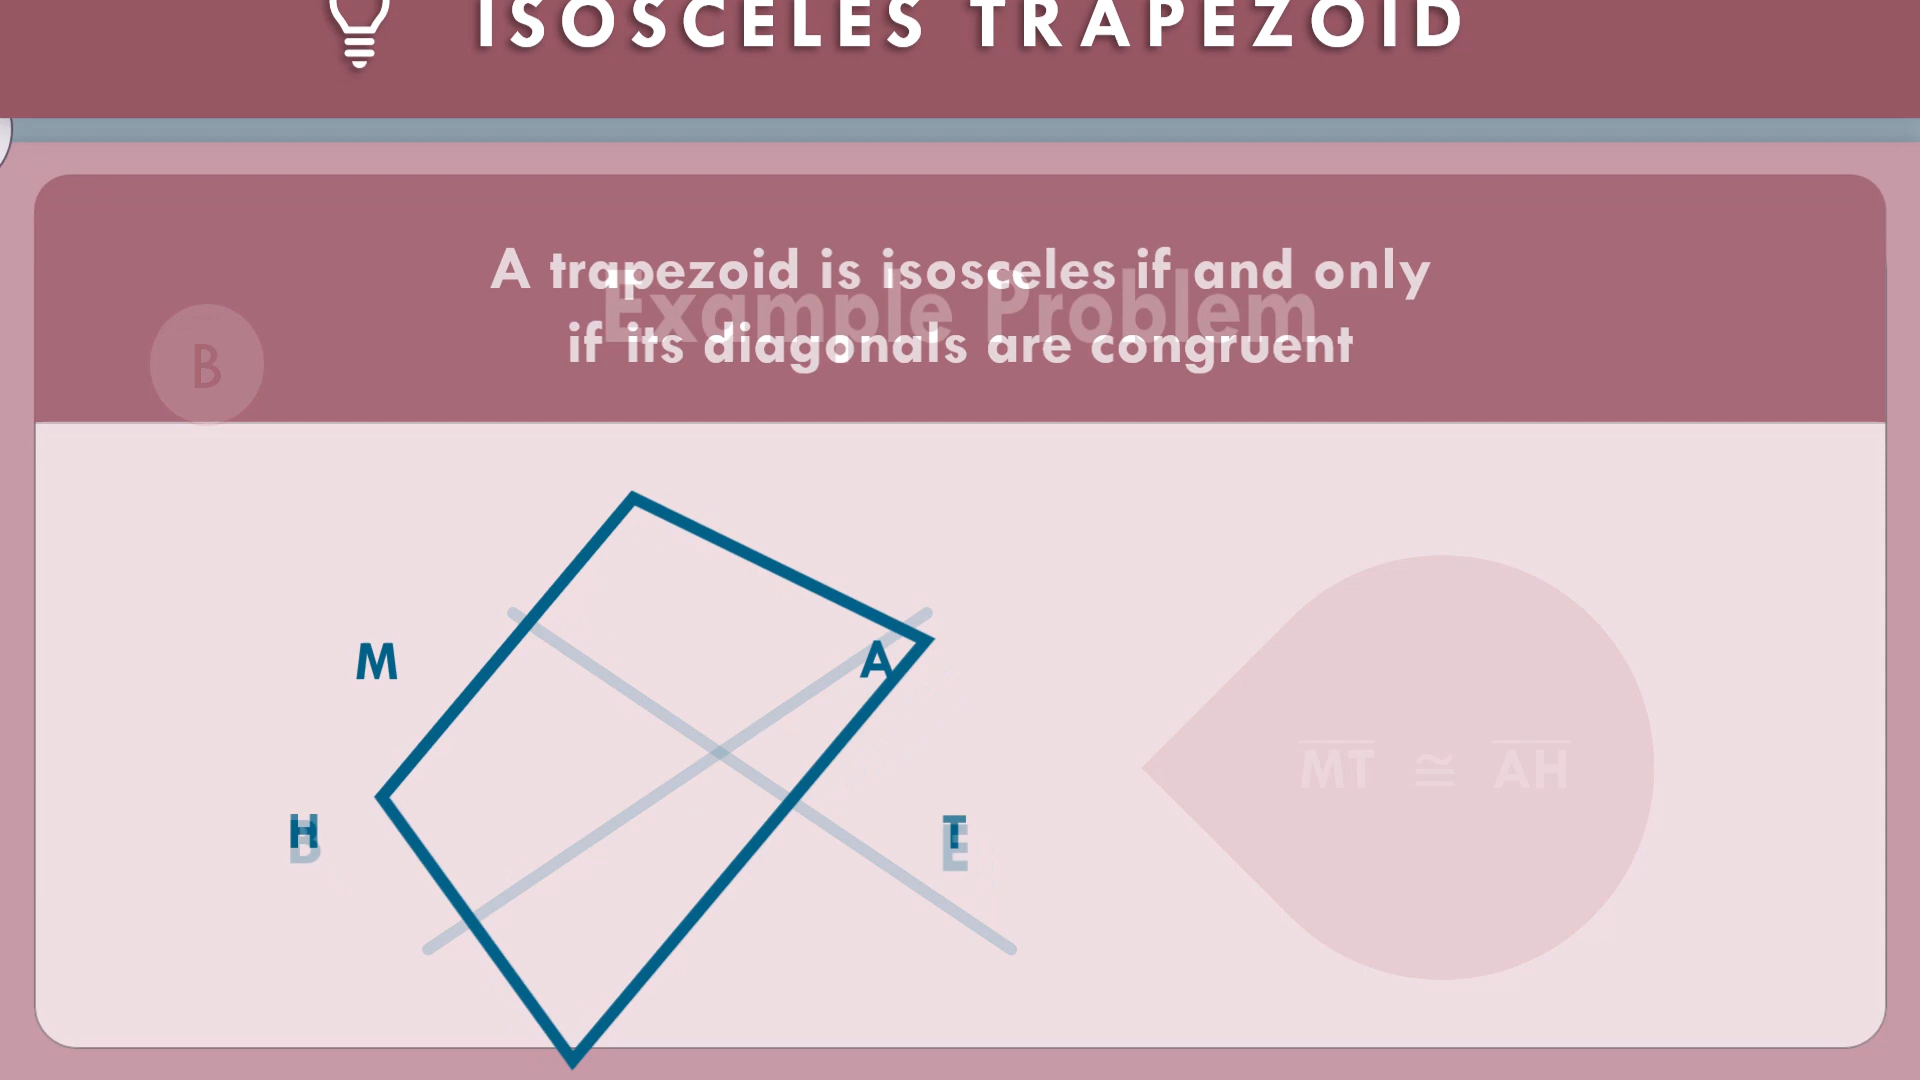 ISOSCELES TRAPEZOID
A trapezoid is isosceles if and only
Example Problem
if its diagonals are congruent
B
M
A
MT ≅ AH
H
B
T
E